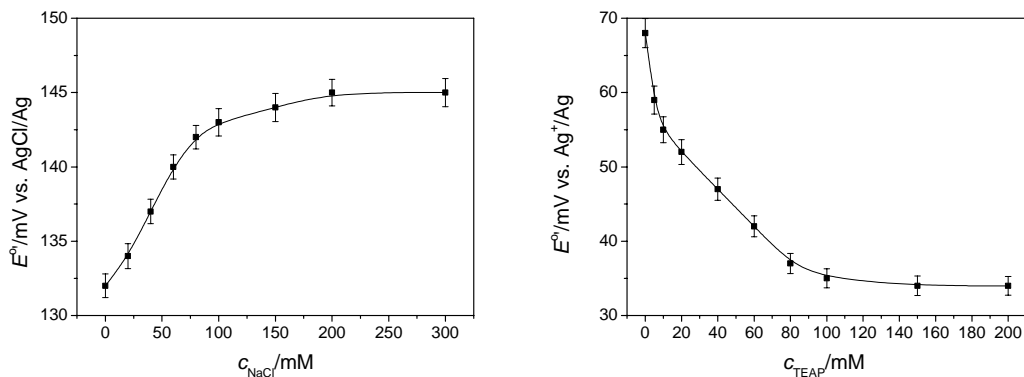 150
145
140
135
130
E°'/mV vs. AgCl/Ag
0 50 100 150 200 250 300
c_NaCl/mM
70
60
50
40
30
E°'/mV vs. Ag⁺/Ag
0 20 40 60 80 100 120 140 160 180 200
c_TEAP/mM